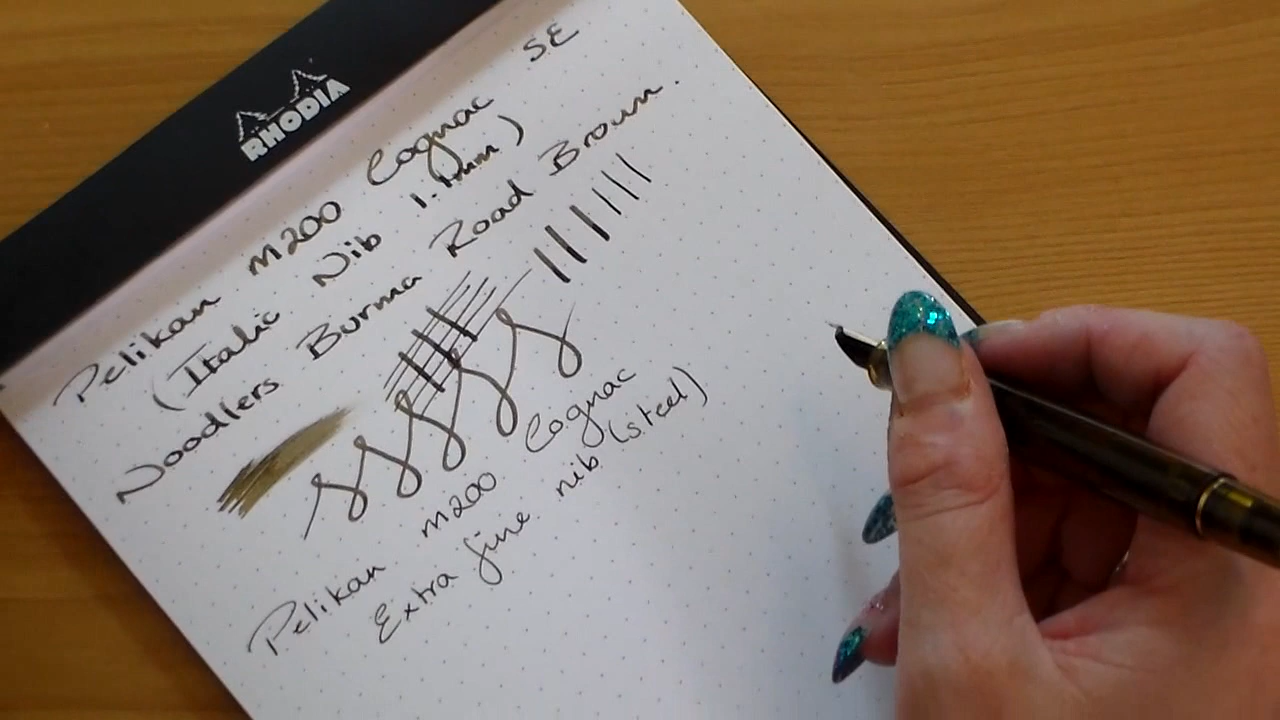 RHODIA
Pelikan M200 Cognac SE
(Italic Nib 1.1mm)
Noodlers Burma Road Brown.
Pelikan M200 Cognac
Extra fine nib (steel)